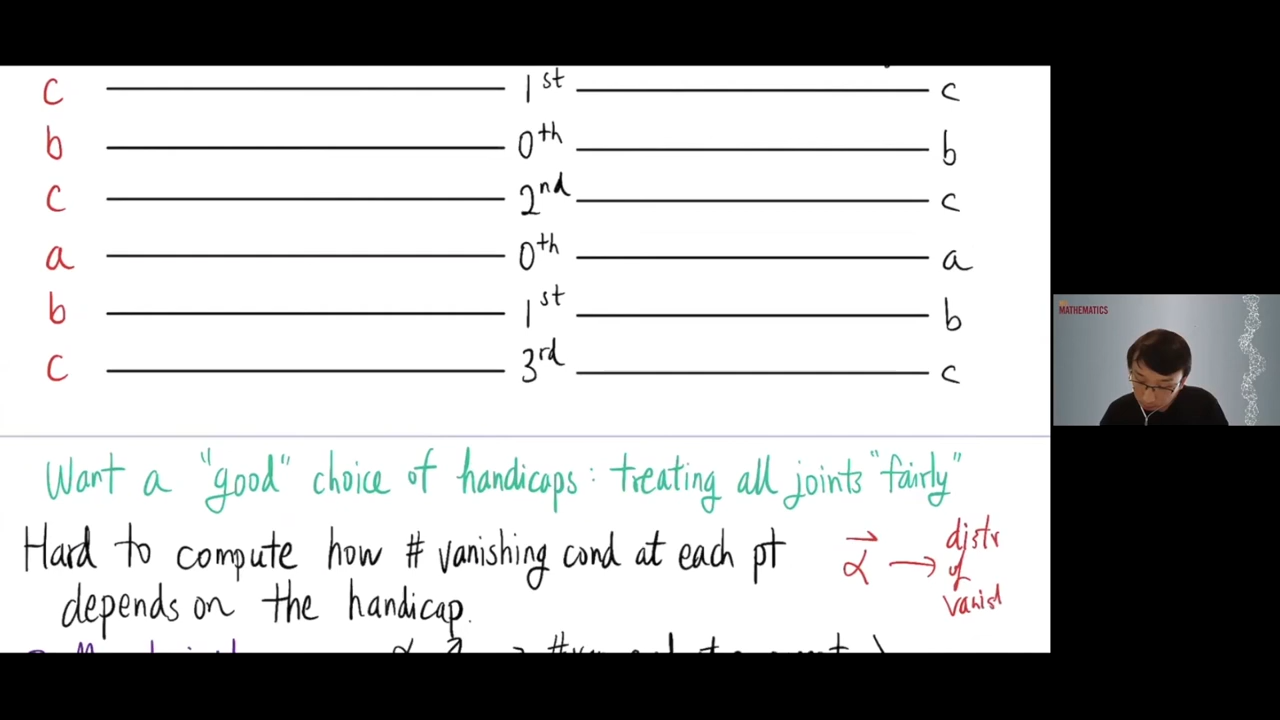 c 1st c
b 0th b
c 2nd c
a 0th a
b 1st b
c 3rd c
MATHEMATICS
Want a "good" choice of handicaps: treating all joints "fairly"
Hard to compute how # vanishing cond at each pt
depends on the handicap.
α⃗ → distr
of
vanish